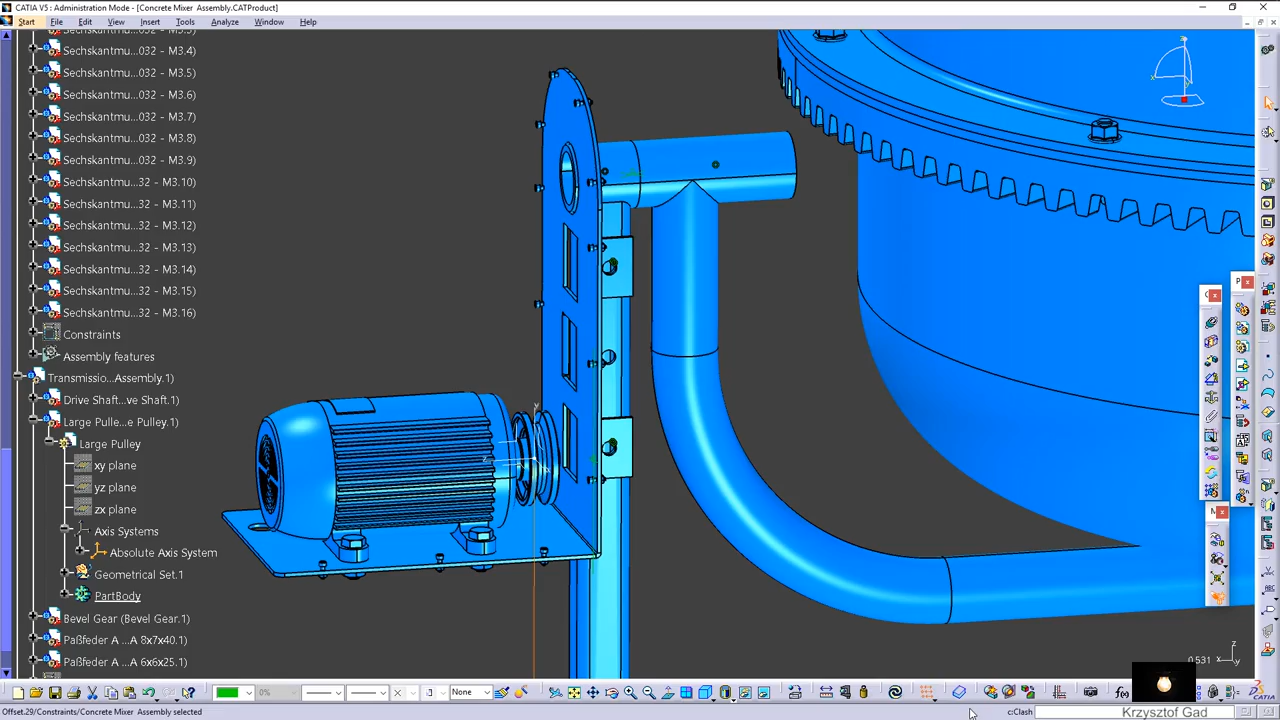 CATIA V5 : Administration Mode - [Concrete Mixer Assembly.CATProduct]
Start File Edit View Insert Tools Analyze Window Help
Sechskantmu...032 - M3.4)
Sechskantmu...032 - M3.5)
Sechskantmu...032 - M3.6)
Sechskantmu...032 - M3.7)
Sechskantmu...032 - M3.8)
Sechskantmu...032 - M3.9)
Sechskantmu...32 - M3.10)
Sechskantmu...32 - M3.11)
Sechskantmu...32 - M3.12)
Sechskantmu...32 - M3.13)
Sechskantmu...32 - M3.14)
Sechskantmu...32 - M3.15)
Sechskantmu...32 - M3.16)
Constraints
Assembly features
Transmissio...Assembly.1)
Drive Shaft...ve Shaft.1)
Large Pulle...e Pulley.1)
Large Pulley
xy plane
yz plane
zx plane
Axis Systems
Absolute Axis System
Geometrical Set.1
PartBody
Bevel Gear (Bevel Gear.1)
Paßfeder A ...A 8x7x40.1)
Paßfeder A ...A 6x6x25.1)
0.531
0%
None
Offset.29/Constraints/Concrete Mixer Assembly selected
c:Clash
Krzysztof Gad
CATIA